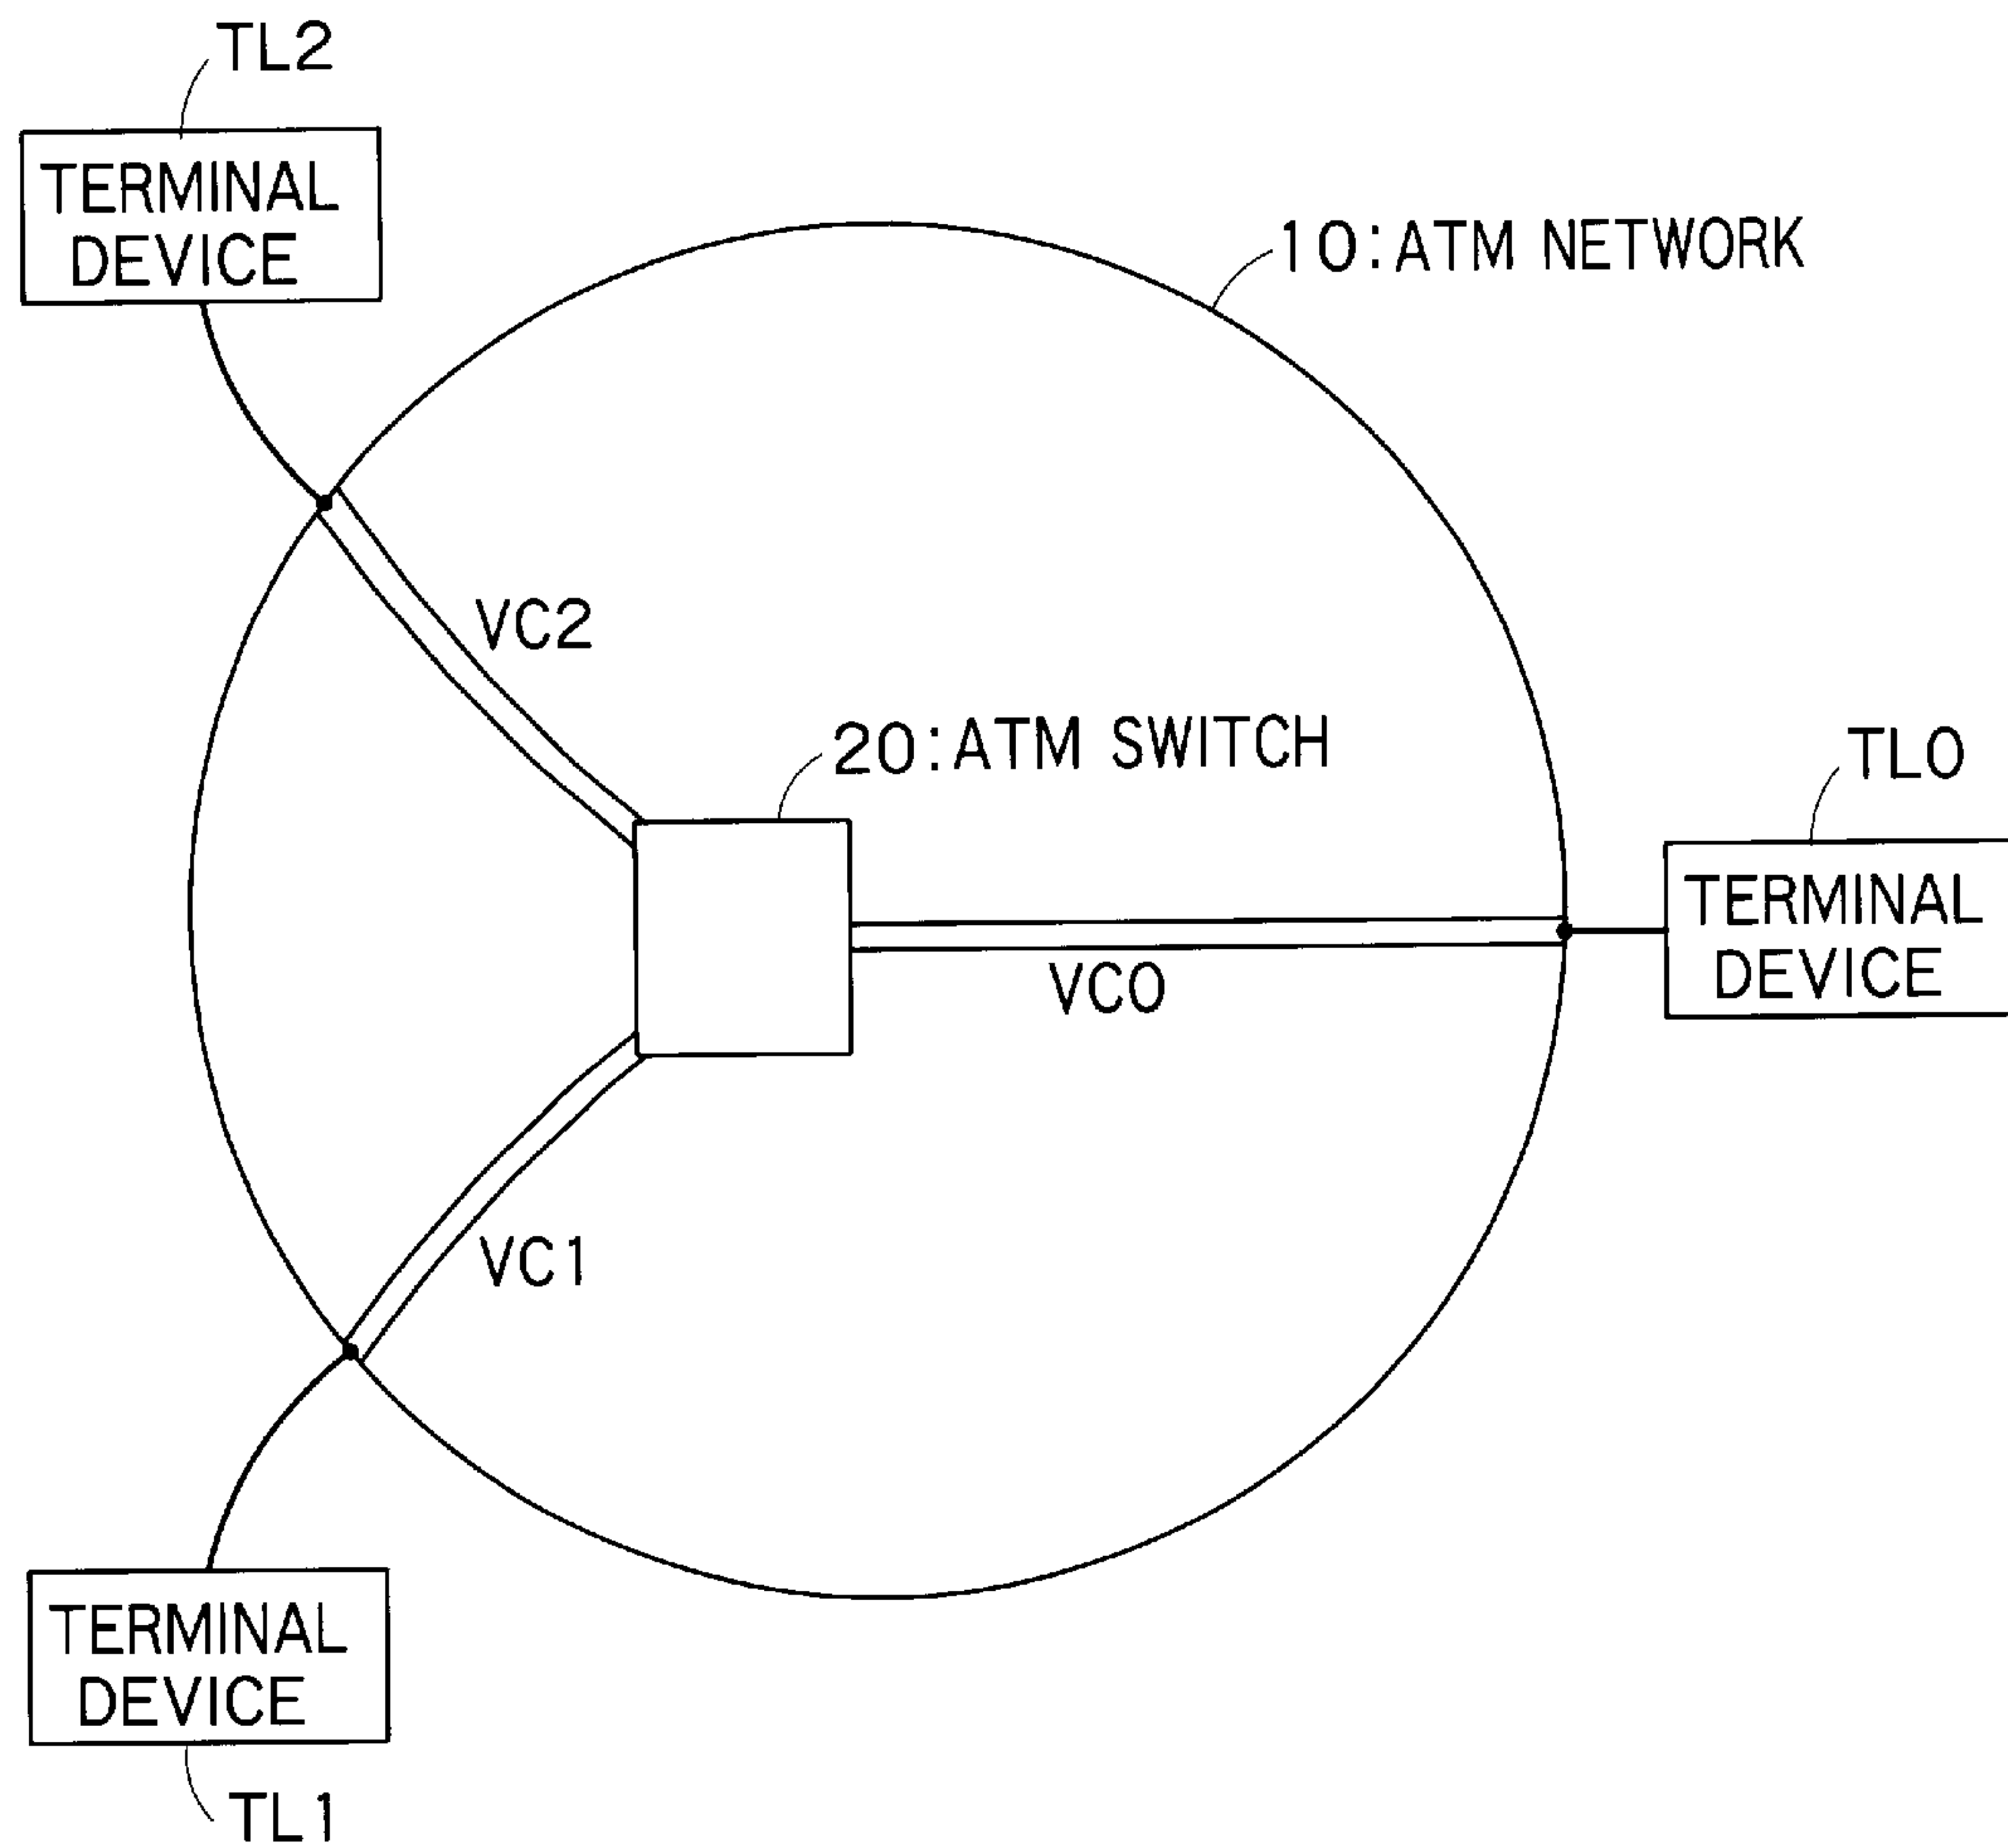 TL2
TERMINAL
DEVICE
10:ATM NETWORK
VC2
20:ATM SWITCH
TL0
TERMINAL
DEVICE
VC0
VC1
TERMINAL
DEVICE
TL1